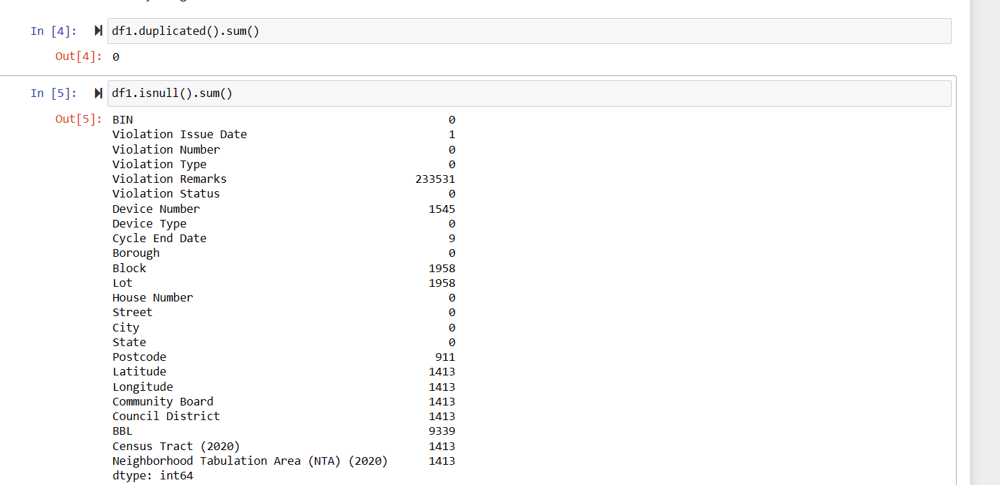 In [4]: df1.duplicated().sum()
Out[4]: 0
In [5]: df1.isnull().sum()
Out[5]: BIN 0
Violation Issue Date 1
Violation Number 0
Violation Type 0
Violation Remarks 233531
Violation Status 0
Device Number 1545
Device Type 0
Cycle End Date 9
Borough 0
Block 1958
Lot 1958
House Number 0
Street 0
City 0
State 0
Postcode 911
Latitude 1413
Longitude 1413
Community Board 1413
Council District 1413
BBL 9339
Census Tract (2020) 1413
Neighborhood Tabulation Area (NTA) (2020) 1413
dtype: int64